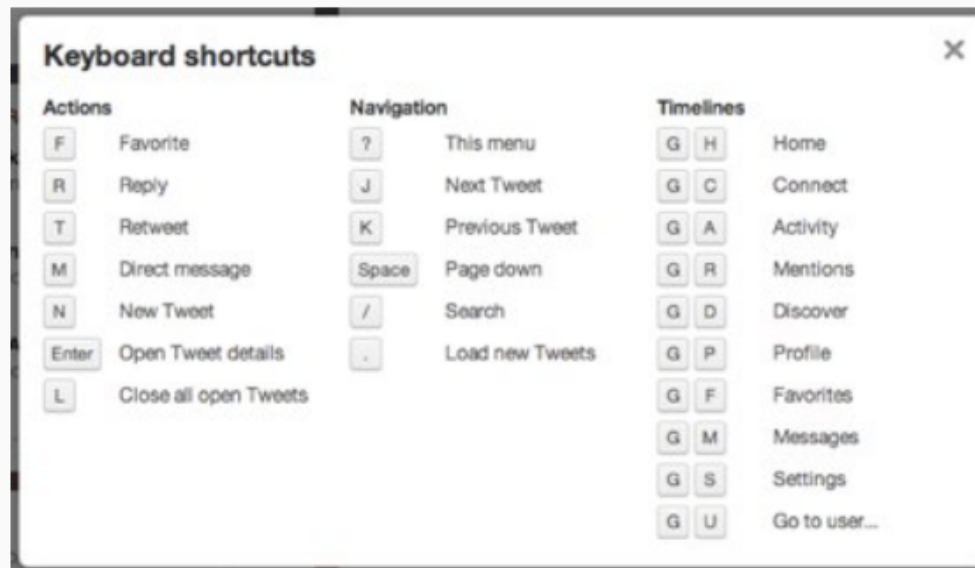 Keyboard shortcuts
Actions
F Favorite
R Reply
T Retweet
M Direct message
N New Tweet
Enter Open Tweet details
L Close all open Tweets
Navigation
? This menu
J Next Tweet
K Previous Tweet
Space Page down
/ Search
. Load new Tweets
Timelines
G H Home
G C Connect
G A Activity
G R Mentions
G D Discover
G P Profile
G F Favorites
G M Messages
G S Settings
G U Go to user...